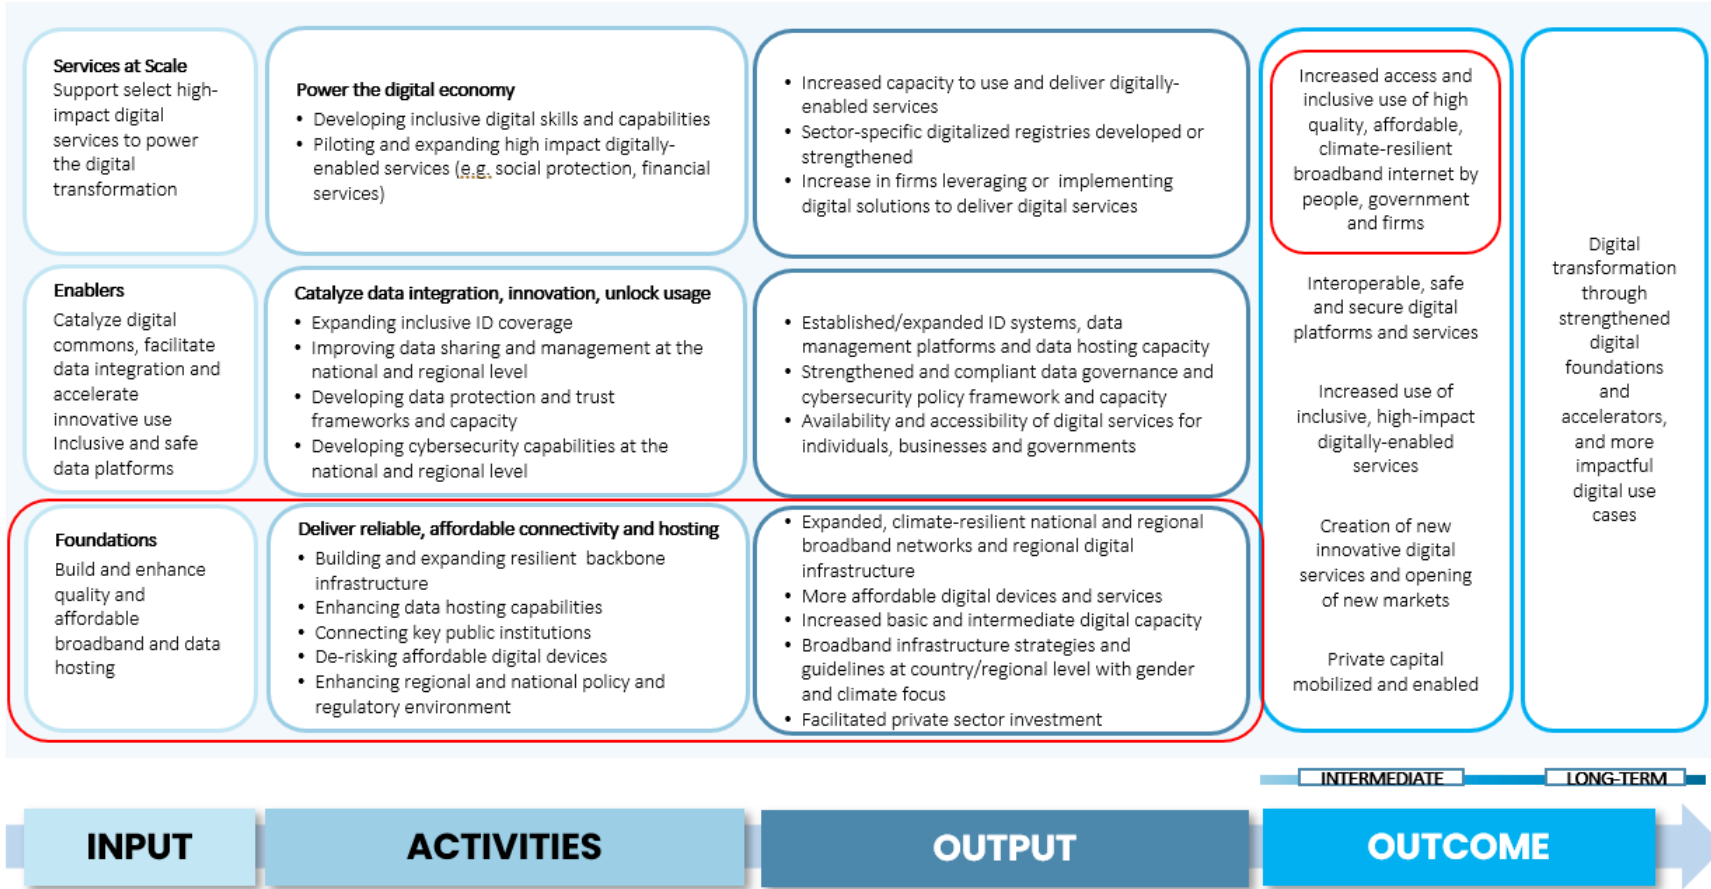 Services at Scale
Support select high-
impact digital
services to power
the digital
transformation
Power the digital economy
• Developing inclusive digital skills and capabilities
• Piloting and expanding high impact digitally-
enabled services (e.g. social protection, financial
services)
• Increased capacity to use and deliver digitally-
enabled services
• Sector-specific digitalized registries developed or
strengthened
• Increase in firms leveraging or implementing
digital solutions to deliver digital services
Enablers
Catalyze digital
commons, facilitate
data integration and
accelerate
innovative use
Inclusive and safe
data platforms
Catalyze data integration, innovation, unlock usage
• Expanding inclusive ID coverage
• Improving data sharing and management at the
national and regional level
• Developing data protection and trust
frameworks and capacity
• Developing cybersecurity capabilities at the
national and regional level
• Established/expanded ID systems, data
management platforms and data hosting capacity
• Strengthened and compliant data governance and
cybersecurity policy framework and capacity
• Availability and accessibility of digital services for
individuals, businesses and governments
Foundations
Build and enhance
quality and
affordable
broadband and data
hosting
Deliver reliable, affordable connectivity and hosting
• Building and expanding resilient backbone
infrastructure
• Enhancing data hosting capabilities
• Connecting key public institutions
• De-risking affordable digital devices
• Enhancing regional and national policy and
regulatory environment
• Expanded, climate-resilient national and regional
broadband networks and regional digital
infrastructure
• More affordable digital devices and services
• Increased basic and intermediate digital capacity
• Broadband infrastructure strategies and
guidelines at country/regional level with gender
and climate focus
• Facilitated private sector investment
Increased access and
inclusive use of high
quality, affordable,
climate-resilient
broadband internet by
people, government
and firms
Interoperable, safe
and secure digital
platforms and services
Increased use of
inclusive, high-impact
digitally-enabled
services
Creation of new
innovative digital
services and opening
of new markets
Private capital
mobilized and enabled
Digital
transformation
through
strengthened
digital
foundations
and
accelerators,
and more
impactful
digital use
cases
INTERMEDIATE
LONG-TERM
INPUT
ACTIVITIES
OUTPUT
OUTCOME